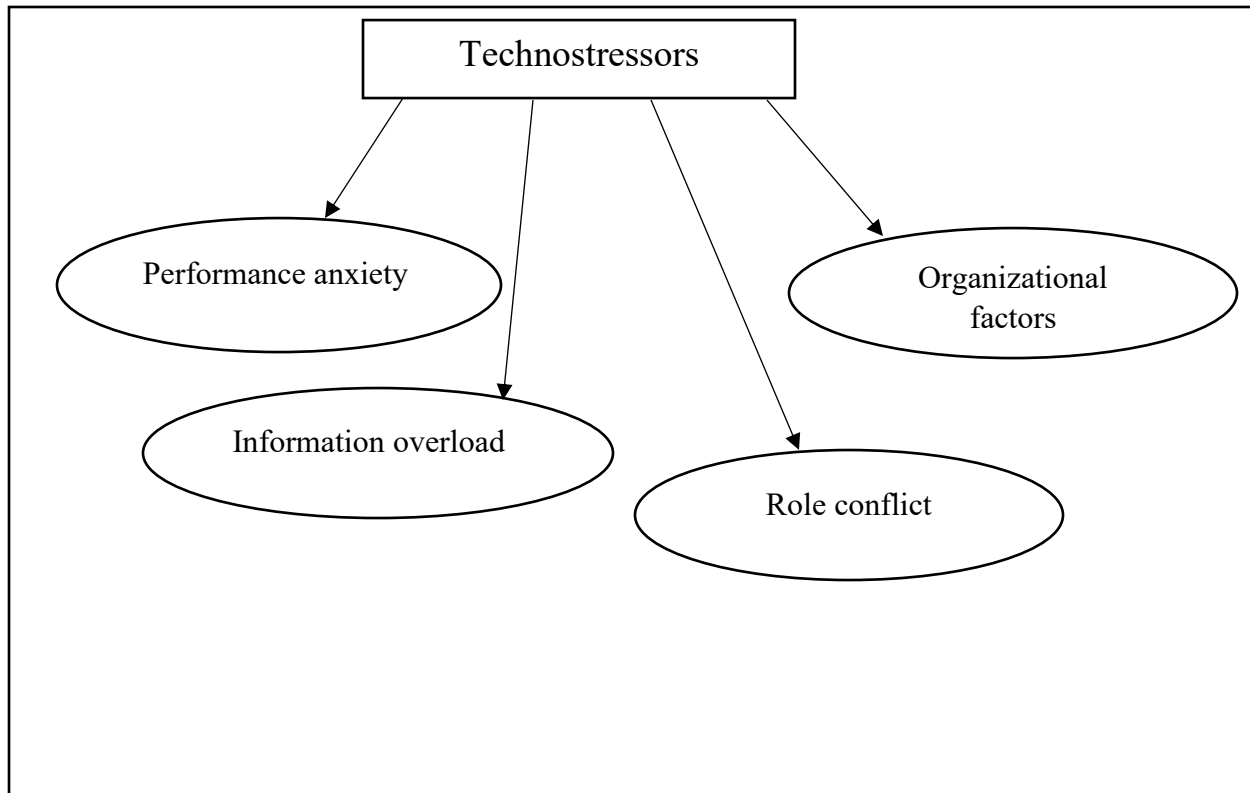 Technostressors
Performance anxiety
Organizational
factors
Information overload
Role conflict